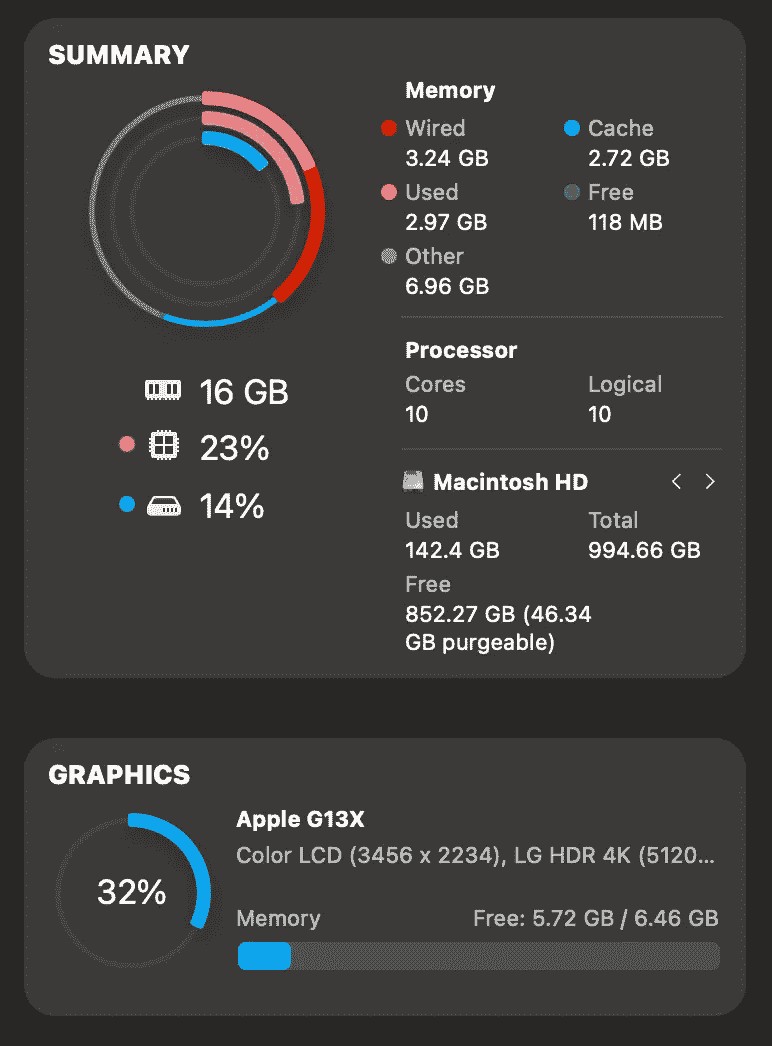 SUMMARY
Memory
Wired
3.24 GB
Cache
2.72 GB
Used
2.97 GB
Free
118 MB
Other
6.96 GB
16 GB
23%
14%
Processor
Cores
10
Logical
10
Macintosh HD
Used
142.4 GB
Total
994.66 GB
Free
852.27 GB (46.34
GB purgeable)
GRAPHICS
32%
Apple G13X
Color LCD (3456 x 2234), LG HDR 4K (5120...
Memory
Free: 5.72 GB / 6.46 GB